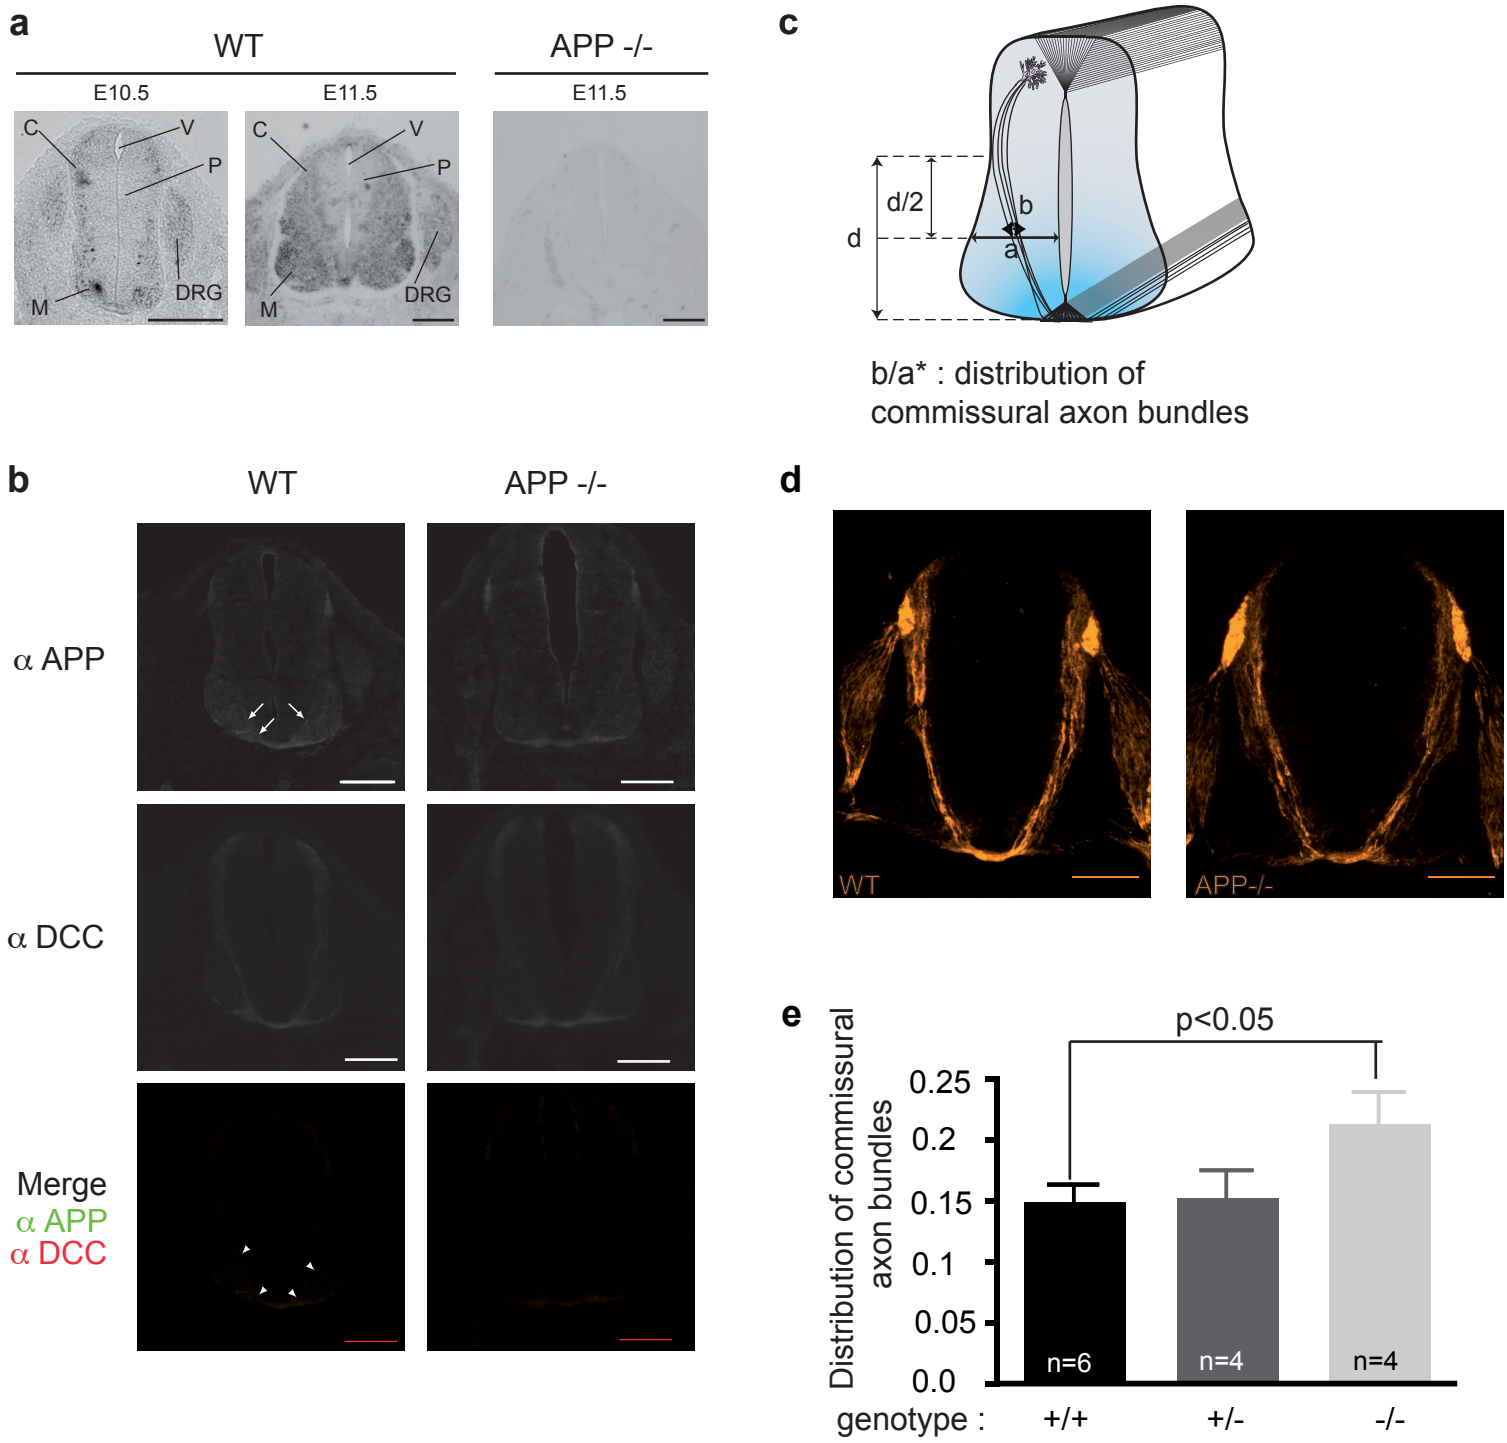 a
WT
APP -/-
E10.5
E11.5
E11.5
C
V
P
M
DRG
C
V
P
M
DRG
b
WT
APP -/-
α APP
α DCC
Merge
α APP
α DCC
c
d/2
d
b
a
b/a* : distribution of
commissural axon bundles
d
WT
APP-/-
e
Distribution of commissural
axon bundles
p<0.05
0.25
0.2
0.15
0.1
0.05
0.0
n=6
n=4
n=4
genotype : +/+ +/- -/-